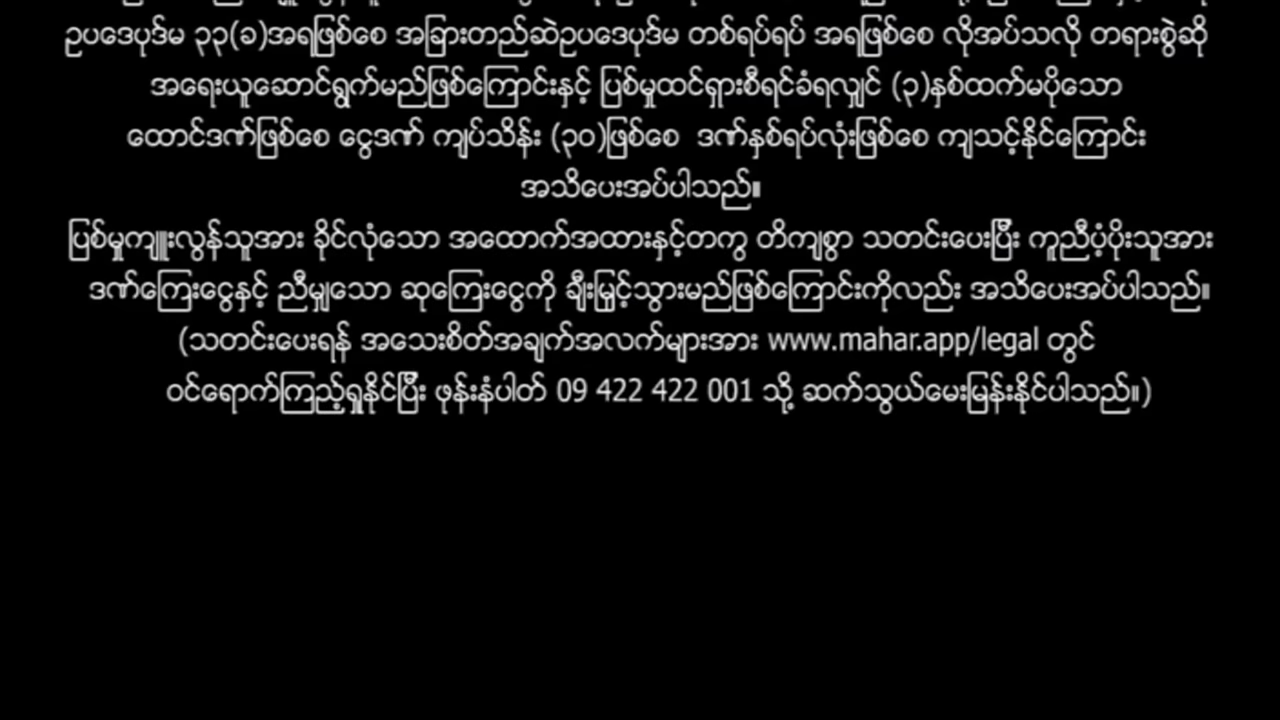 ဥပဒေပုဒ်မ ၃၃(ခ)အရဖြစ်စေ အခြားတည်ဆဲဥပဒေပုဒ်မ တစ်ရပ်ရပ် အရဖြစ်စေ လိုအပ်သလို တရားစွဲဆို
အရေးယူဆောင်ရွက်မည်ဖြစ်ကြောင်းနှင့် ပြစ်မှုထင်ရှားစီရင်ခံရလျှင် (၃)နှစ်ထက်မပိုသော
ထောင်ဒဏ်ဖြစ်စေ ငွေဒဏ် ကျပ်သိန်း (၃၀)ဖြစ်စေ ဒဏ်နှစ်ရပ်လုံးဖြစ်စေ ကျသင့်နိုင်ကြောင်း
အသိပေးအပ်ပါသည်။
ပြစ်မှုကျူးလွန်သူအား ခိုင်လုံသော အထောက်အထားနှင့်တကွ တိကျစွာ သတင်းပေးပြီး ကူညီပံ့ပိုးသူအား
ဒဏ်ကြေးငွေနှင့် ညီမျှသော ဆုကြေးငွေကို ချီးမြှင့်သွားမည်ဖြစ်ကြောင်းကိုလည်း အသိပေးအပ်ပါသည်။
(သတင်းပေးရန် အသေးစိတ်အချက်အလက်များအား www.mahar.app/legal တွင်
ဝင်ရောက်ကြည့်ရှုနိုင်ပြီး ဖုန်းနံပါတ် 09 422 422 001 သို့ ဆက်သွယ်မေးမြန်းနိုင်ပါသည်။)